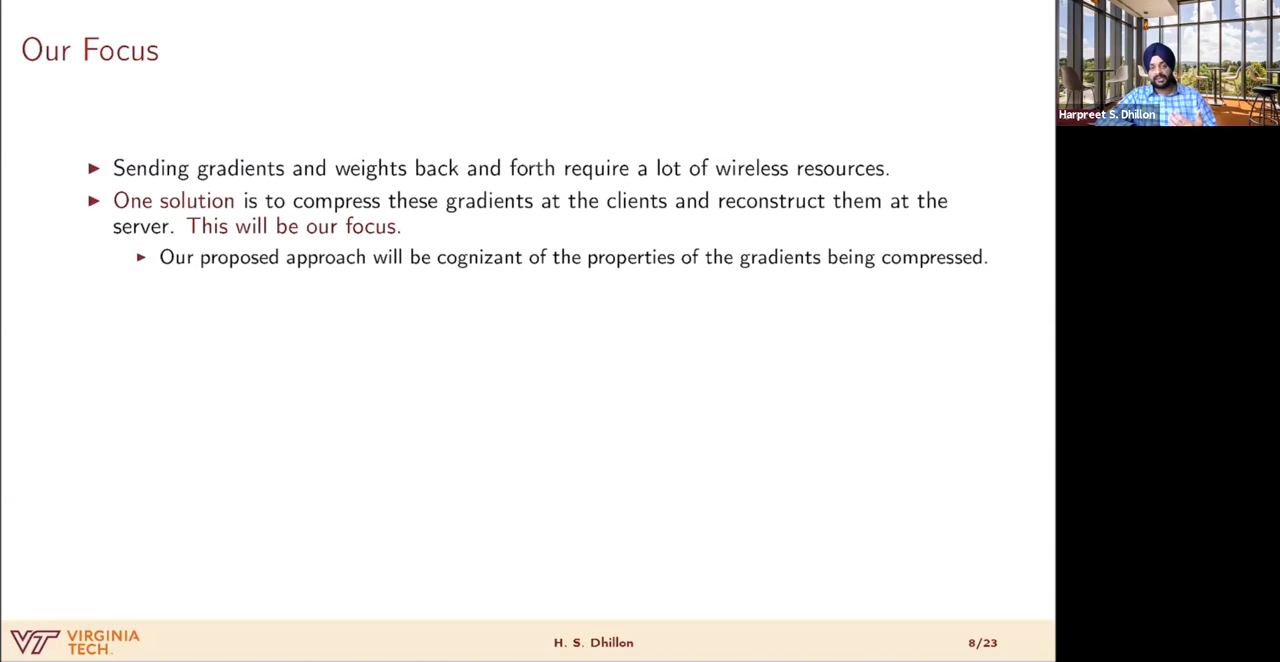 Our Focus
Harpreet S. Dhillon
► Sending gradients and weights back and forth require a lot of wireless resources.
► One solution is to compress these gradients at the clients and reconstruct them at the
server. This will be our focus.
► Our proposed approach will be cognizant of the properties of the gradients being compressed.
VT VIRGINIA
TECH.
H. S. Dhillon
8/23